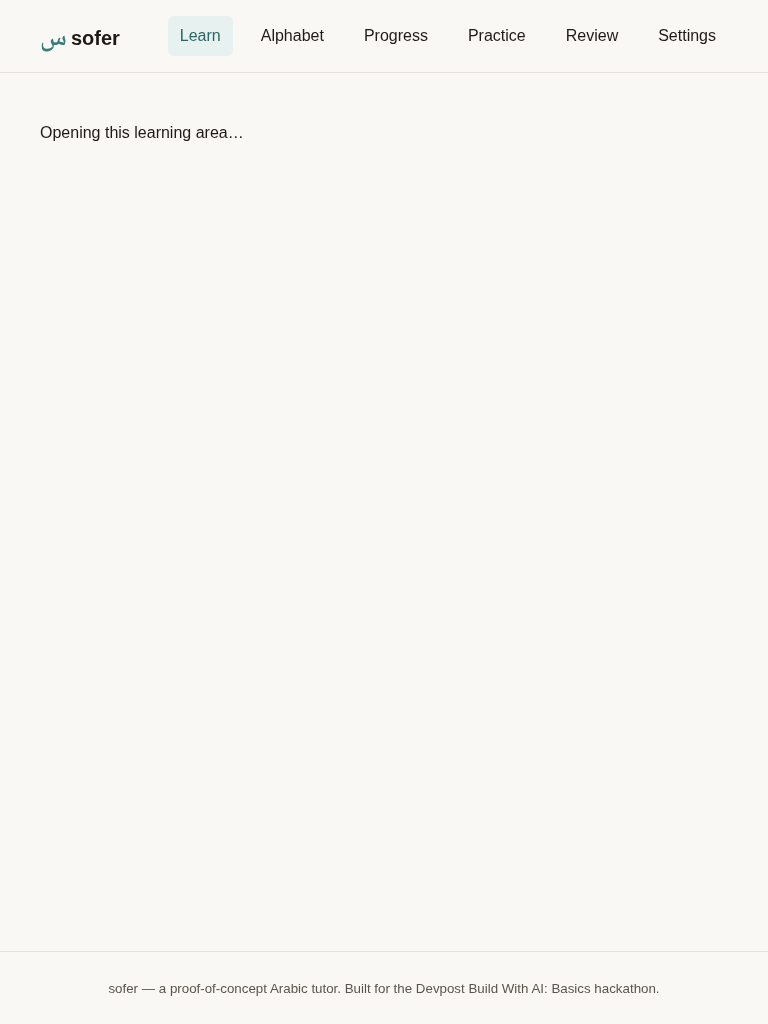 س sofer Learn Alphabet Progress Practice Review Settings
Opening this learning area…
sofer — a proof-of-concept Arabic tutor. Built for the Devpost Build With AI: Basics hackathon.